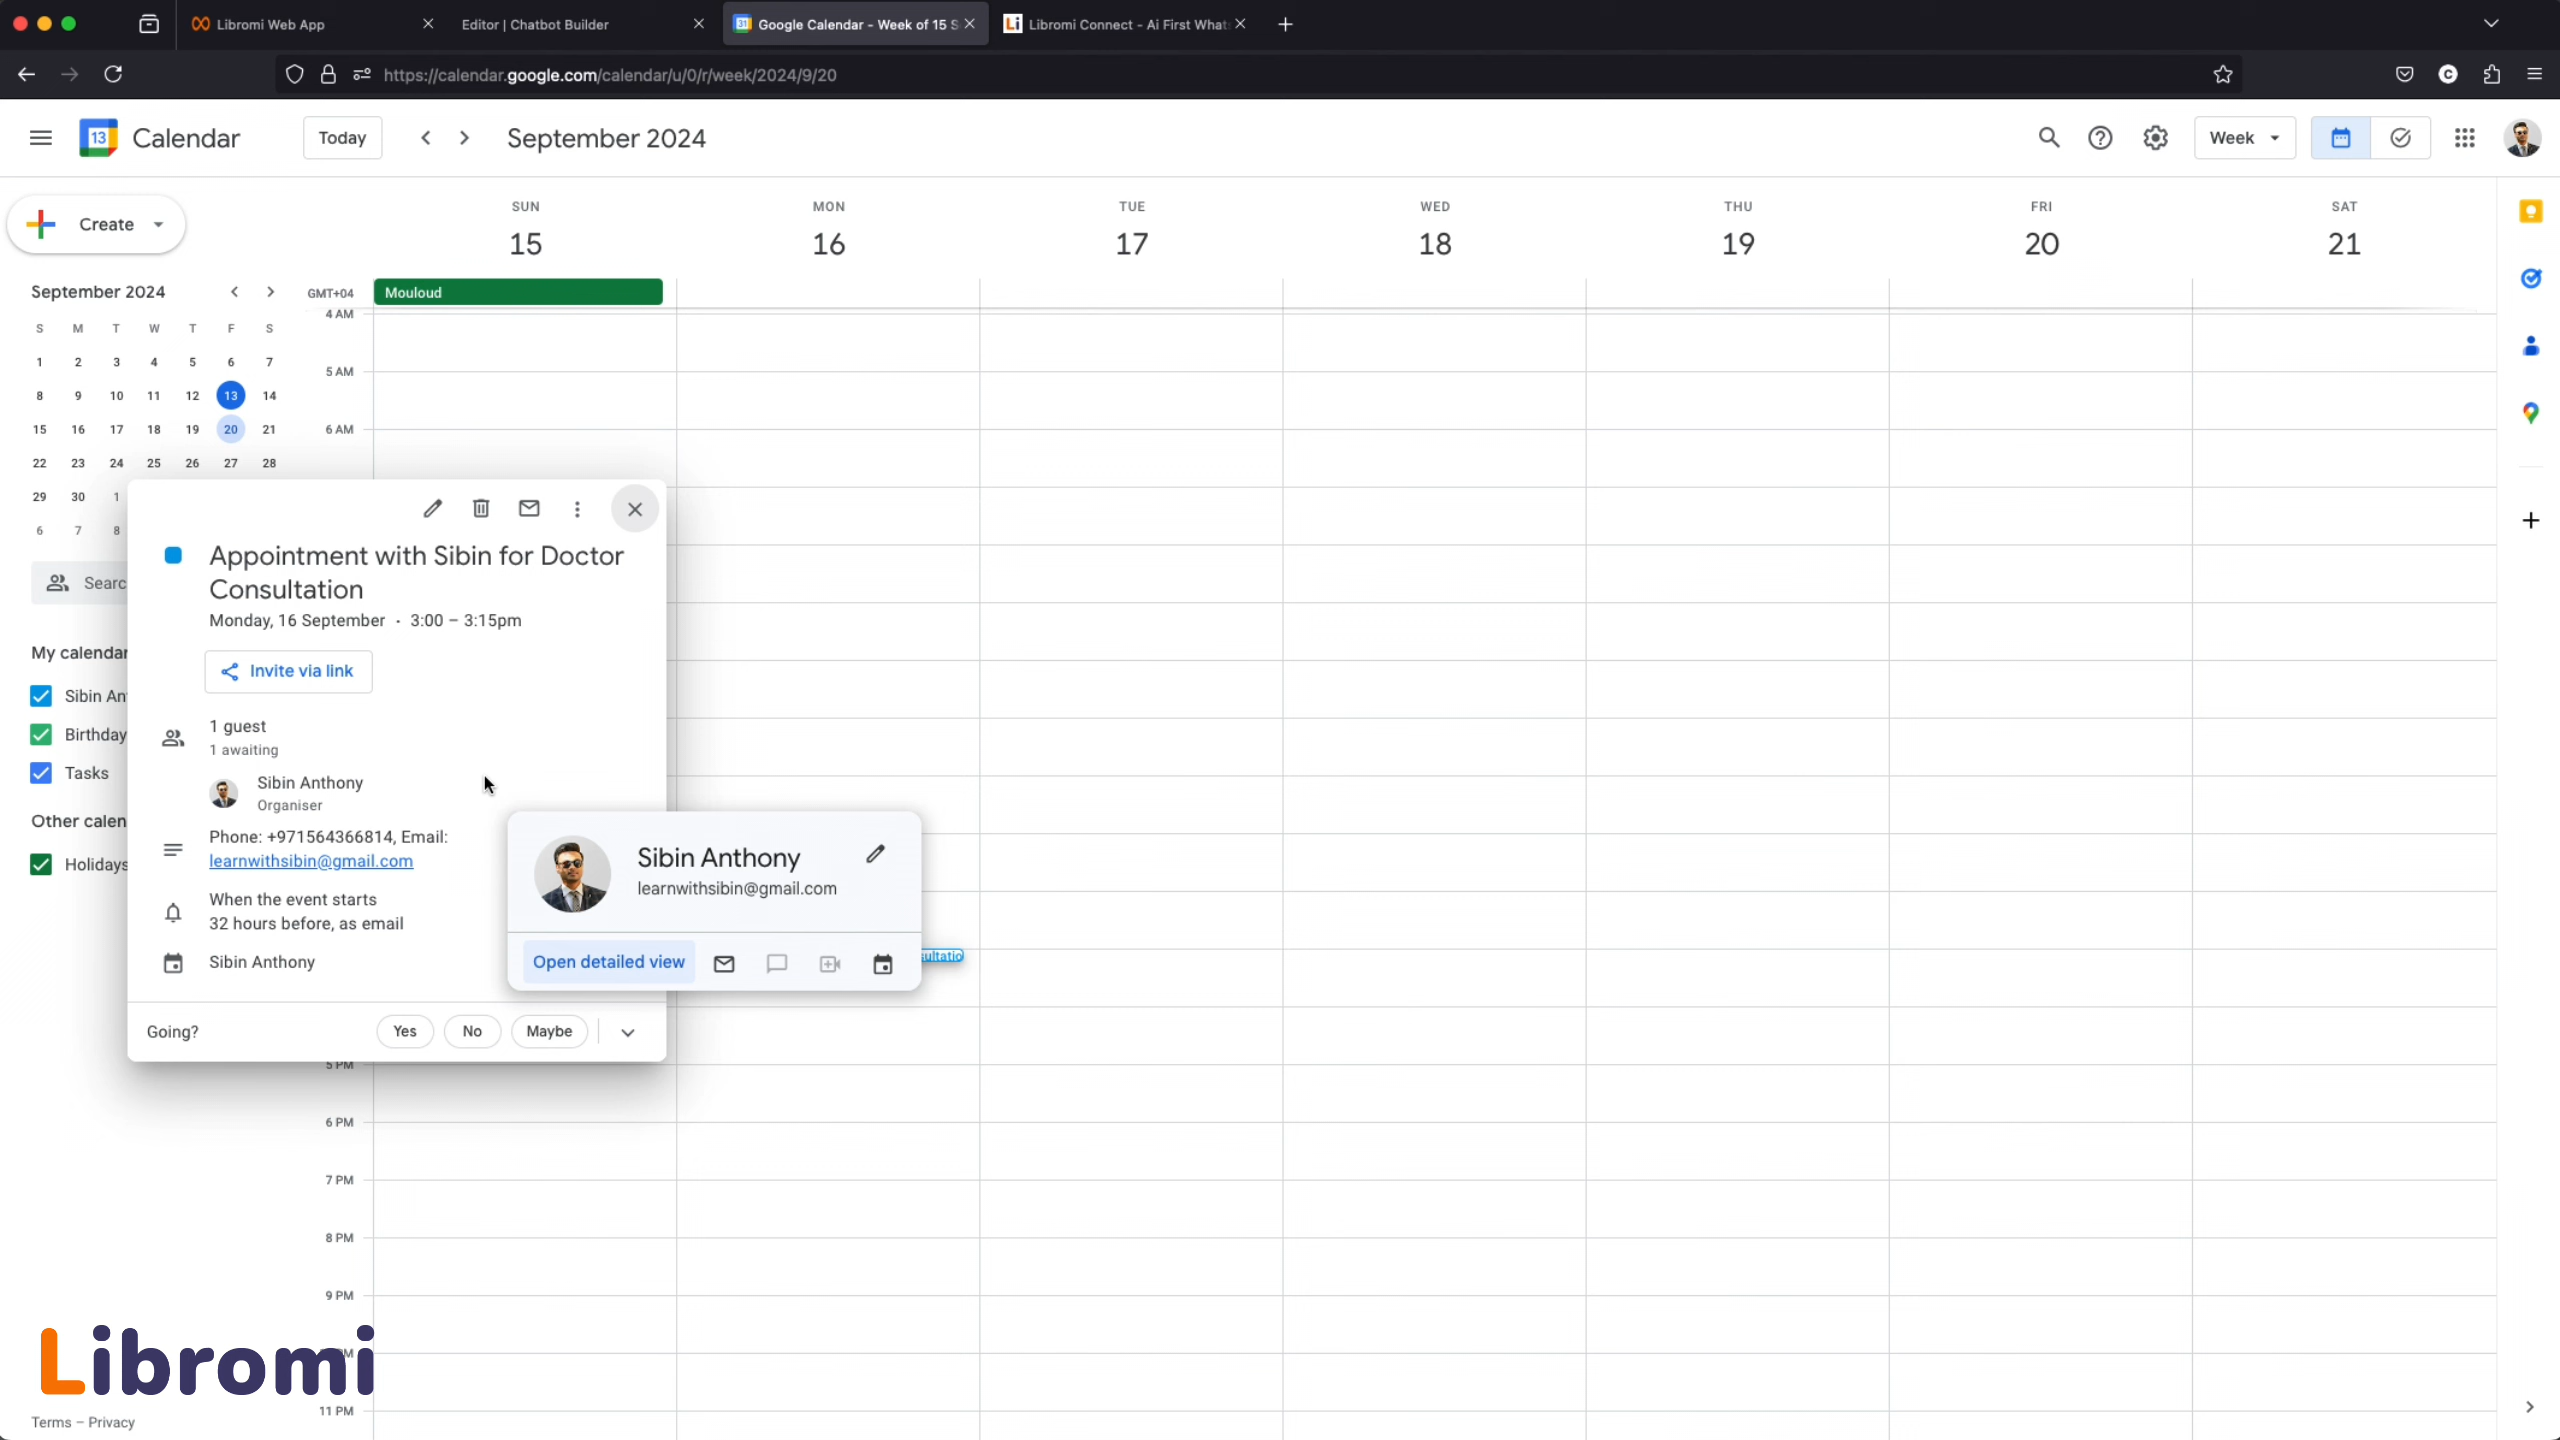 Libromi Web App
Editor | Chatbot Builder
Google Calendar - Week of 15 S
Libromi Connect - Ai First What
https://calendar.google.com/calendar/u/0/r/week/2024/9/20
13
Calendar
Today
September 2024
Week
Create
SUN
15
MON
16
TUE
17
WED
18
THU
19
FRI
20
SAT
21
September 2024
GMT+04
Mouloud
S M T W T F S
1 2 3 4 5 6 7
8 9 10 11 12 13 14
15 16 17 18 19 20 21
22 23 24 25 26 27 28
29 30 1
6 7 8
4 AM
5 AM
6 AM
Searc
My calendar
Sibin An
Birthday
Tasks
Other calen
Holidays
Appointment with Sibin for Doctor
Consultation
Monday, 16 September · 3:00 – 3:15pm
Invite via link
1 guest
1 awaiting
Sibin Anthony
Organiser
Phone: +971564366814, Email:
learnwithsibin@gmail.com
When the event starts
32 hours before, as email
Sibin Anthony
Going?
Yes
No
Maybe
Sibin Anthony
learnwithsibin@gmail.com
Open detailed view
5 PM
6 PM
7 PM
8 PM
9 PM
11 PM
Libromi
Terms – Privacy